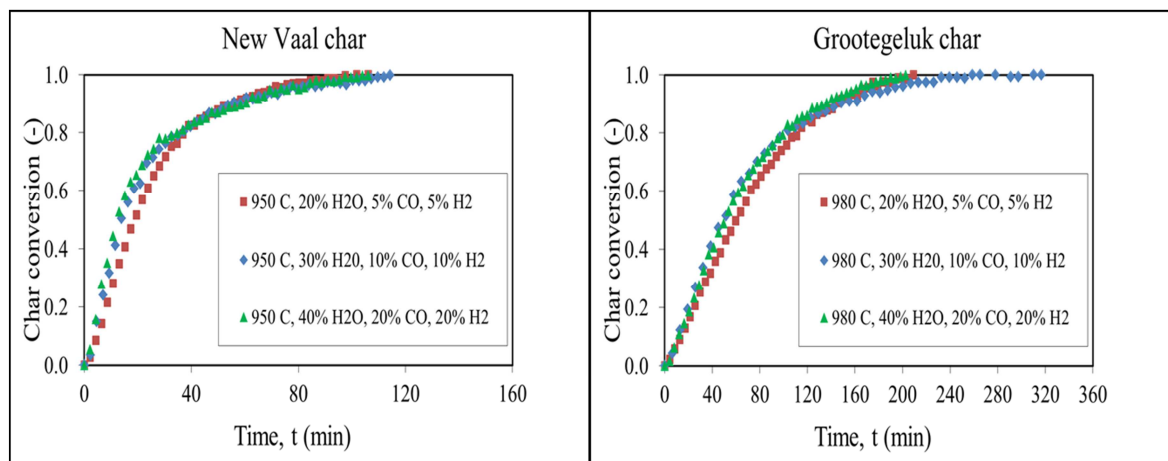 New Vaal char
1.0
0.8
0.6
0.4
0.2
0.0
Char conversion (-)
950 C, 20% H2O, 5% CO, 5% H2
950 C, 30% H20, 10% CO, 10% H2
950 C, 40% H2O, 20% CO, 20% H2
0 40 80 120 160
Time, t (min)
Grootegeluk char
1.0
0.8
0.6
0.4
0.2
0.0
Char conversion (-)
980 C, 20% H2O, 5% CO, 5% H2
980 C, 30% H20, 10% CO, 10% H2
980 C, 40% H2O, 20% CO, 20% H2
0 40 80 120 160 200 240 280 320 360
Time, t (min)